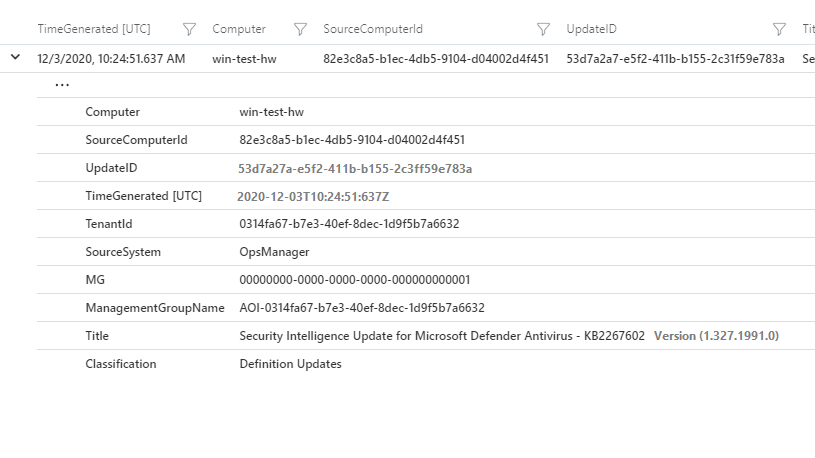 TimeGenerated [UTC] Computer SourceComputerId UpdateID Tit
12/3/2020, 10:24:51.637 AM win-test-hw 82e3c8a5-b1ec-4db5-9104-d04002d4f451 53d7a2a7-e5f2-411b-b155-2c31f59e783a Se
...
Computer win-test-hw
SourceComputerId 82e3c8a5-b1ec-4db5-9104-d04002d4f451
UpdateID 53d7a27a-e5f2-411b-b155-2c3ff59e783a
TimeGenerated [UTC] 2020-12-03T10:24:51:637Z
TenantId 0314fa67-b7e3-40ef-8dec-1d9f5b7a6632
SourceSystem OpsManager
MG 00000000-0000-0000-0000-000000000001
ManagementGroupName AOI-0314fa67-b7e3-40ef-8dec-1d9f5b7a6632
Title Security Intelligence Update for Microsoft Defender Antivirus - KB2267602 Version (1.327.1991.0)
Classification Definition Updates